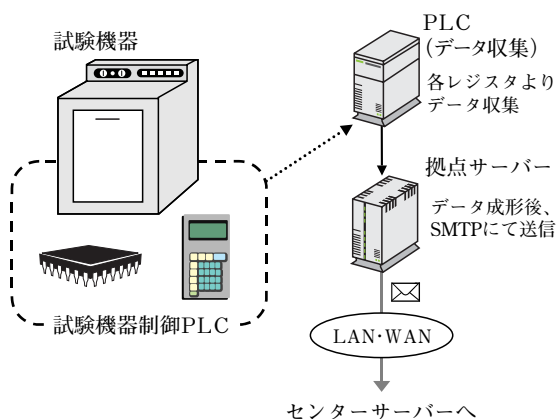 試験機器
試験機器制御PLC
PLC
(データ収集)
各レジスタより
データ収集
拠点サーバー
データ成形後、
SMTPにて送信
LAN・WAN
センターサーバーへ